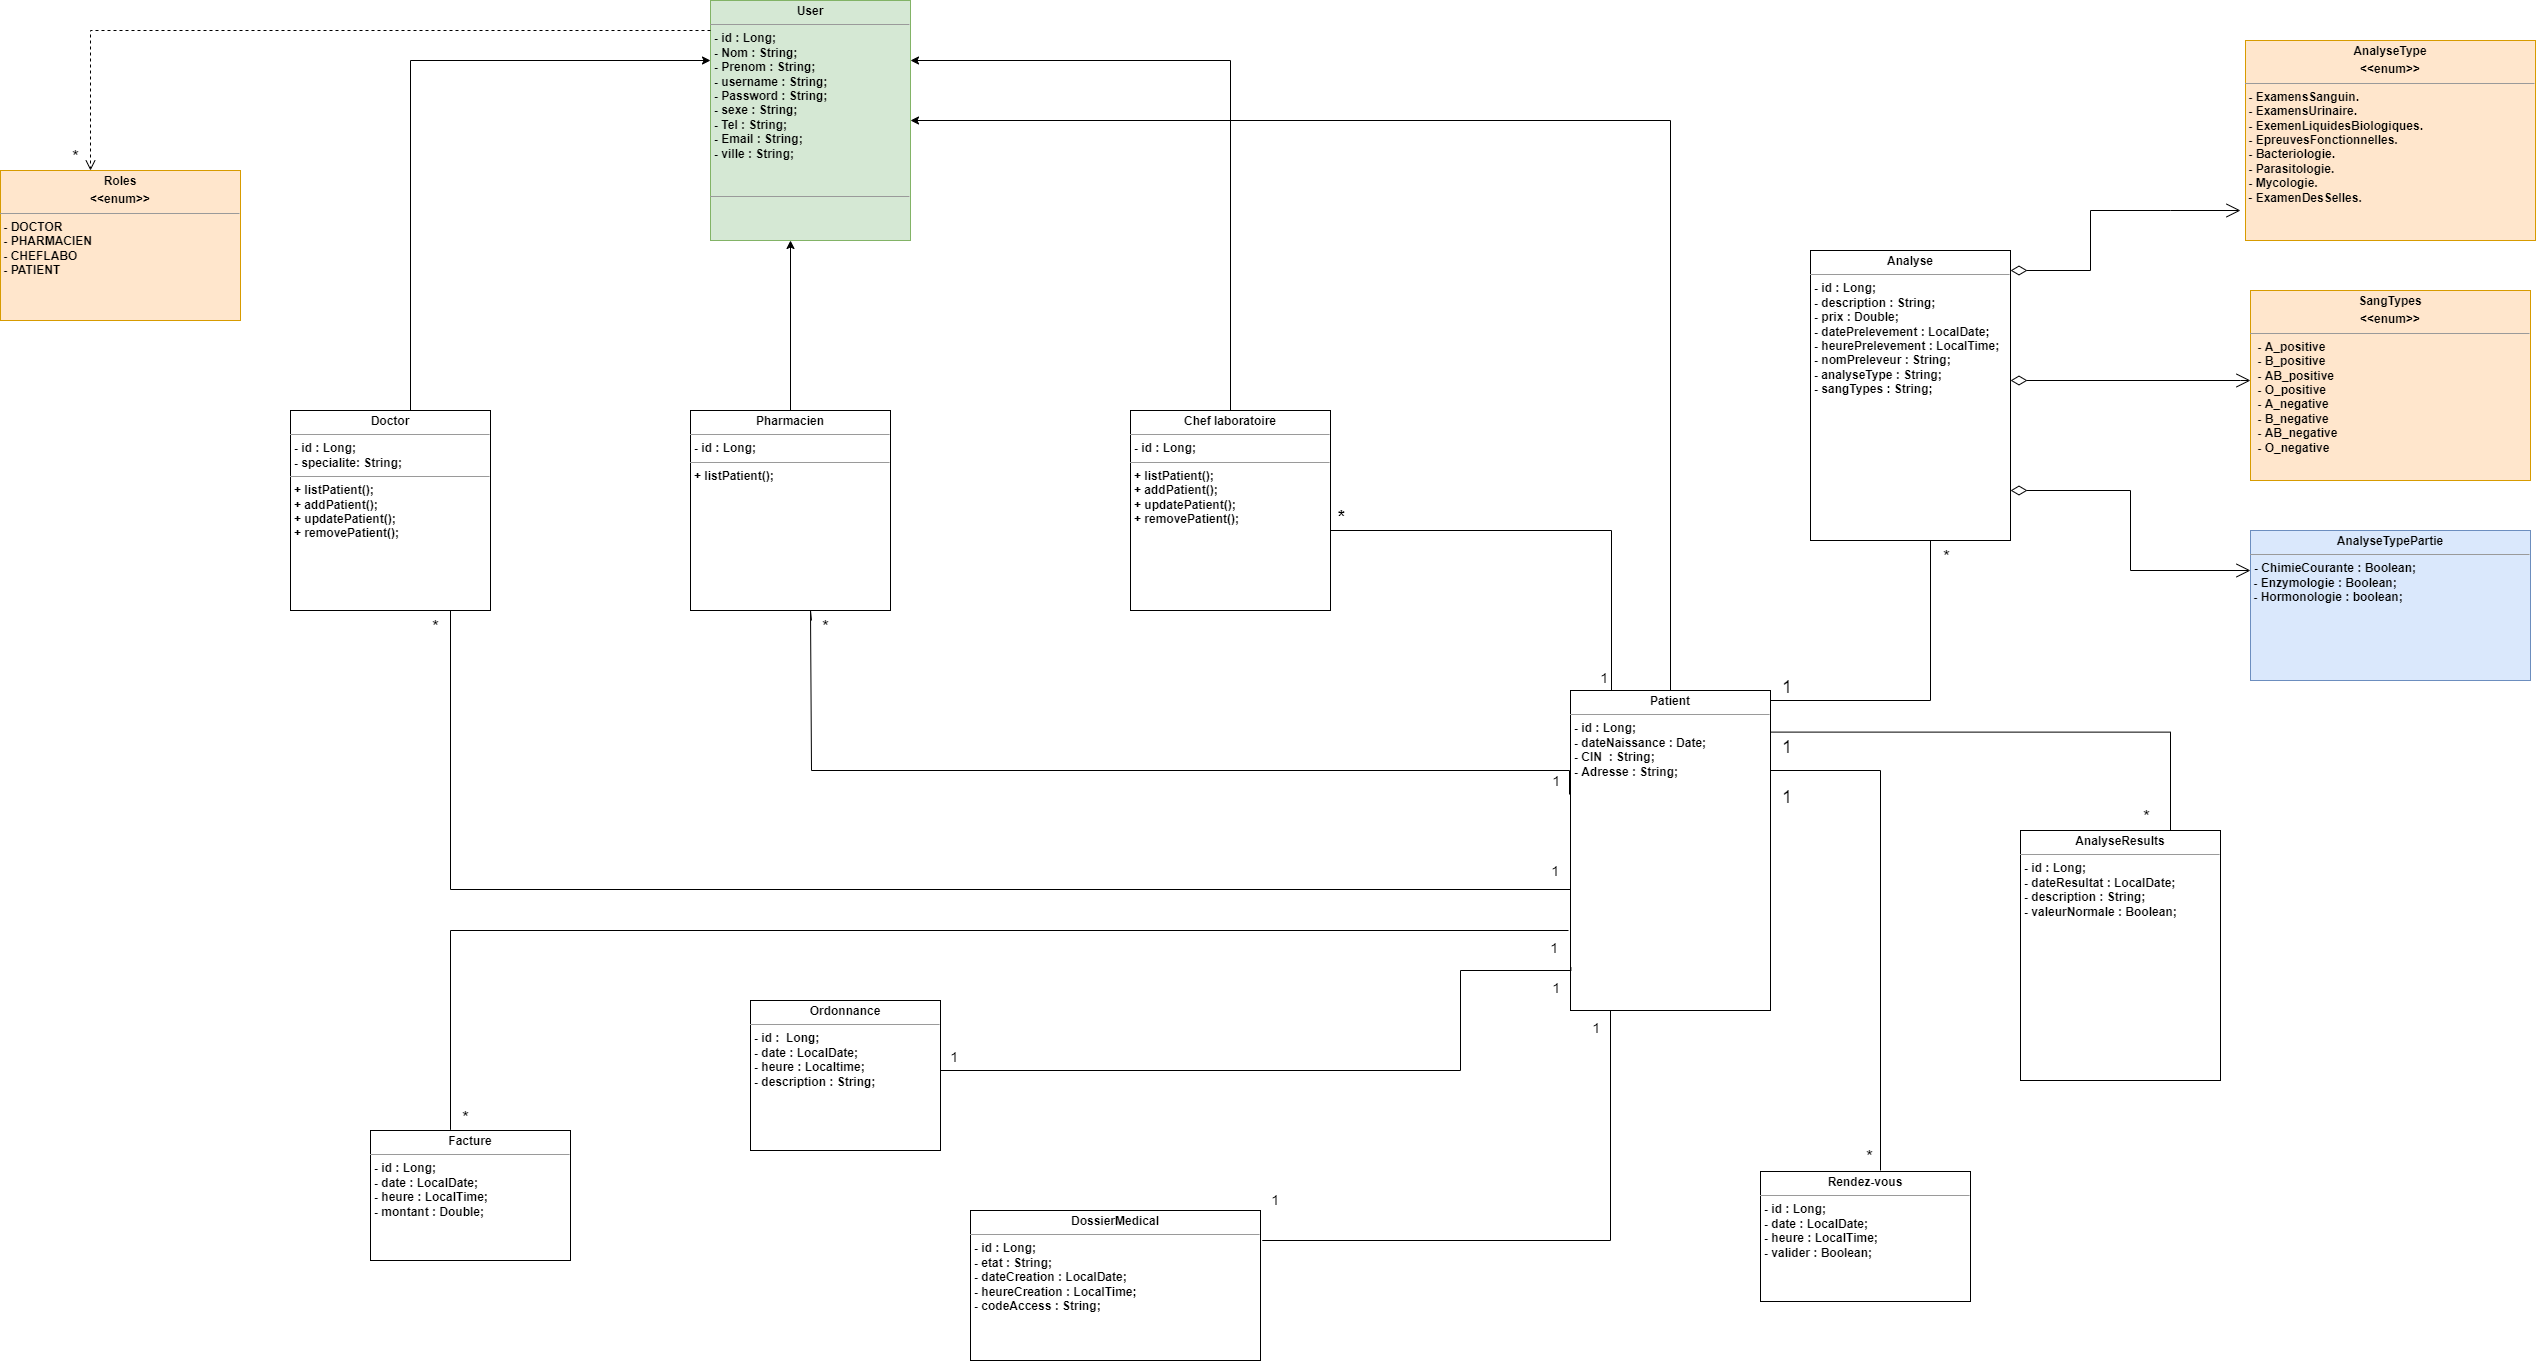 User
- id : Long;
- Nom : String;
- Prenom : String;
- username : String;
- Password : String;
- sexe : String;
- Tel : String;
- Email : String;
- ville : String;
*
Roles
<<enum>>
- DOCTOR
- PHARMACIEN
- CHEFLABO
- PATIENT
AnalyseType
<<enum>>
- ExamensSanguin.
- ExamensUrinaire.
- ExemenLiquidesBiologiques.
- EpreuvesFonctionnelles.
- Bacteriologie.
- Parasitologie.
- Mycologie.
- ExamenDesSelles.
Analyse
- id : Long;
- description : String;
- prix : Double;
- datePrelevement : LocalDate;
- heurePrelevement : LocalTime;
- nomPreleveur : String;
- analyseType : String;
- sangTypes : String;
*
SangTypes
<<enum>>
- A_positive
- B_positive
- AB_positive
- O_positive
- A_negative
- B_negative
- AB_negative
- O_negative
AnalyseTypePartie
- ChimieCourante : Boolean;
- Enzymologie : Boolean;
- Hormonologie : boolean;
Doctor
- id : Long;
- specialite: String;
+ listPatient();
+ addPatient();
+ updatePatient();
+ removePatient();
*
Pharmacien
- id : Long;
+ listPatient();
*
Chef laboratoire
- id : Long;
+ listPatient();
+ addPatient();
+ updatePatient();
+ removePatient();
*
1
1
Patient
- id : Long;
- dateNaissance : Date;
- CIN  : String;
- Adresse : String;
1
1
1
1
1
1
1
*
AnalyseResults
- id : Long;
- dateResultat : LocalDate;
- description : String;
- valeurNormale : Boolean;
Ordonnance
- id :  Long;
- date : LocalDate;
- heure : Localtime;
- description : String;
1
*
Facture
- id : Long;
- date : LocalDate;
- heure : LocalTime;
- montant : Double;
1
DossierMedical
- id : Long;
- etat : String;
- dateCreation : LocalDate;
- heureCreation : LocalTime;
- codeAccess : String;
*
Rendez-vous
- id : Long;
- date : LocalDate;
- heure : LocalTime;
- valider : Boolean;